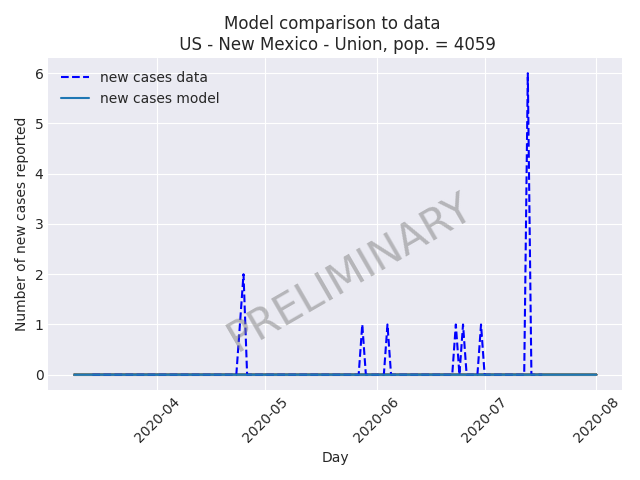 Model comparison to data
US - New Mexico - Union, pop. = 4059
new cases data
new cases model
Number of new cases reported
6
5
4
3
2
1
0
PRELIMINARY
2020-04
2020-05
2020-06
2020-07
2020-08
Day